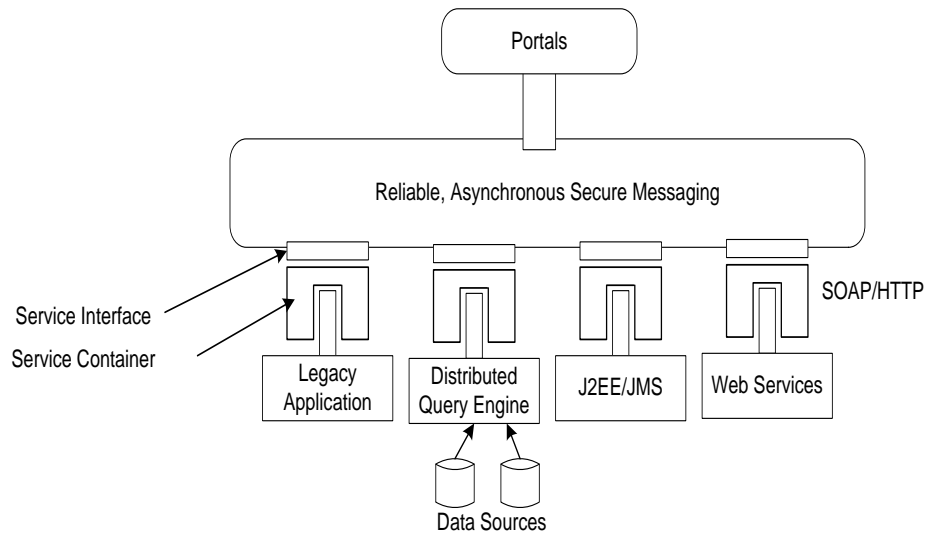 Portals
Reliable, Asynchronous Secure Messaging
SOAP/HTTP
Service Interface
Service Container
Legacy
Application
Distributed
Query Engine
J2EE/JMS
Web Services
Data Sources